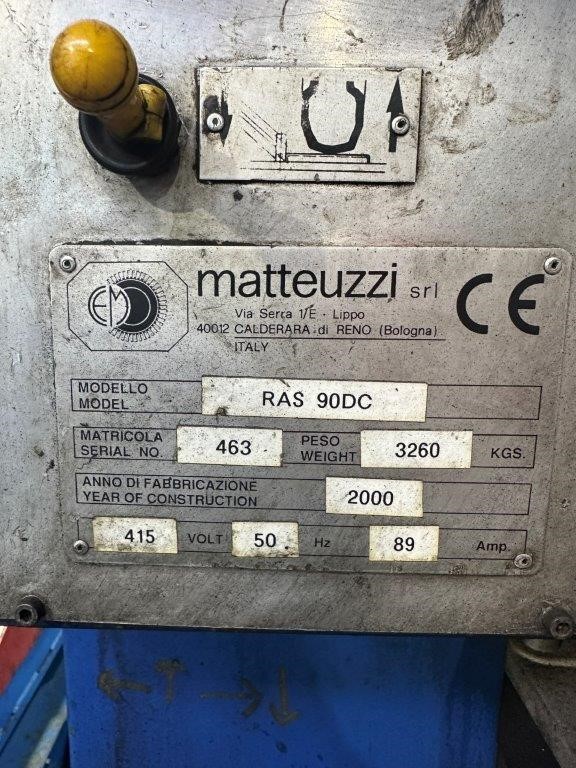 matteuzzi srl
CE
EM
Via Serra 1/E - Lippo
40012 CALDERARA di RENO (Bologna)
ITALY
MODELLO
MODEL
RAS 90DC
MATRICOLA
SERIAL NO.
463
PESO
WEIGHT
3260
KGS.
ANNO DI FABBRICAZIONE
YEAR OF CONSTRUCTION
2000
415 VOLT 50 Hz 89 Amp.